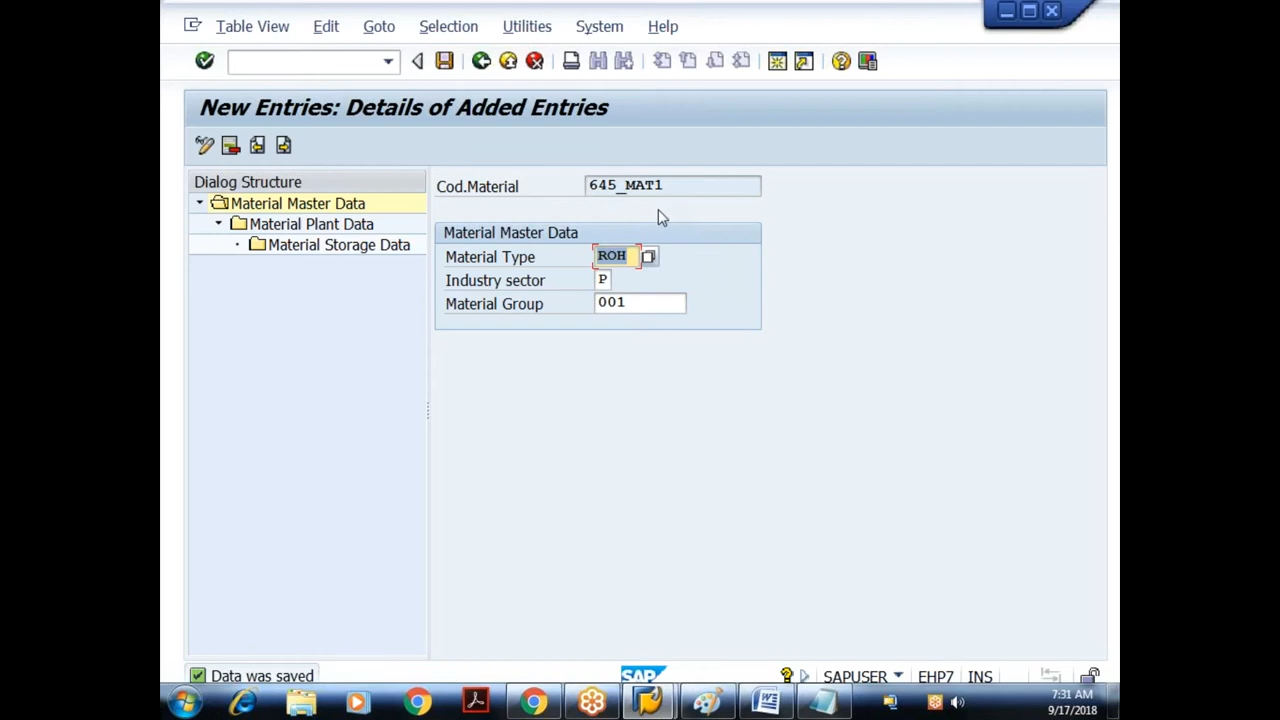 Table View Edit Goto Selection Utilities System Help
New Entries: Details of Added Entries
Dialog Structure
Material Master Data
Material Plant Data
Material Storage Data
Cod.Material 645_MAT1
Material Master Data
Material Type ROH
Industry sector P
Material Group 001
Data was saved
SAP
SAPUSER EHP7 INS
7:31 AM
9/17/2018